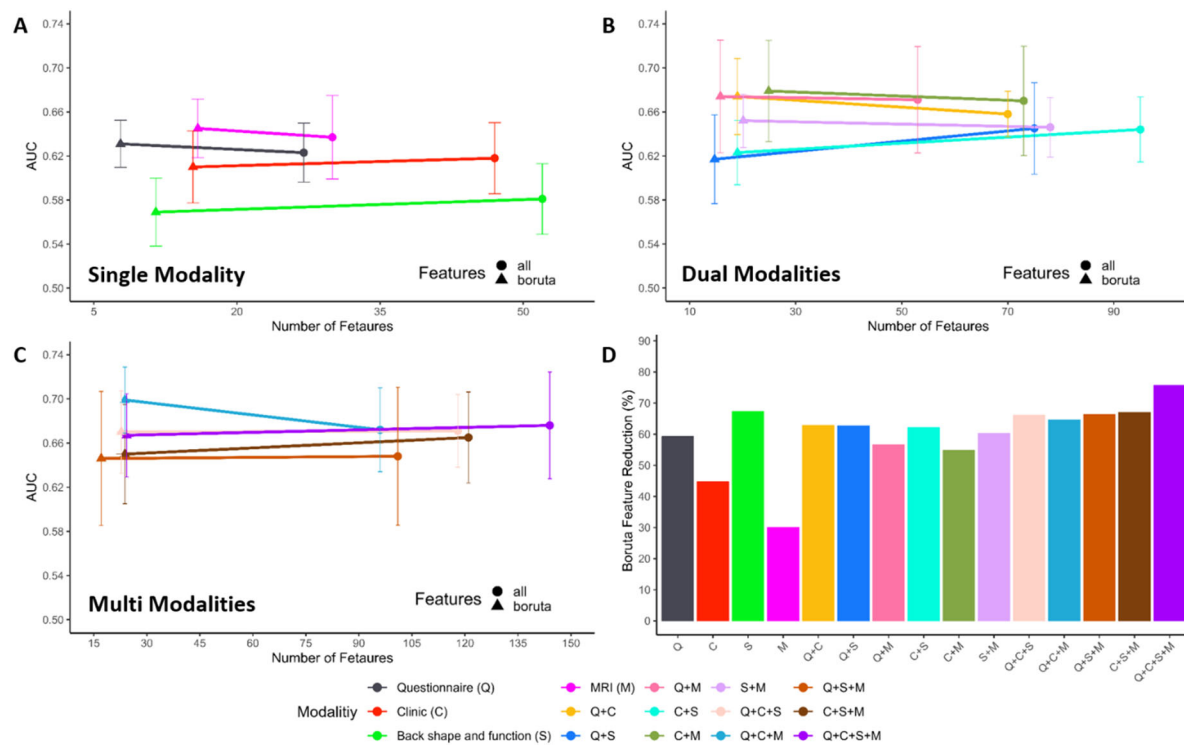 A
AUC
0.74
0.70
0.66
0.62
0.58
0.54
0.50
Single Modality
Features
all
boruta
5 20 35 50
Number of Fetaures
B
AUC
0.74
0.70
0.66
0.62
0.58
0.54
0.50
Dual Modalities
Features
all
boruta
10 30 50 70 90
Number of Fetaures
C
AUC
0.74
0.70
0.66
0.62
0.58
0.54
0.50
Multi Modalities
Features
all
boruta
15 30 45 60 75 90 105 120 135 150
Number of Fetaures
D
Boruta Feature Reduction (%)
90
80
70
60
50
40
30
20
10
0
Q C S M Q+C Q+S Q+M C+S C+M S+M Q+C+S Q+C+M Q+S+M C+S+M Q+C+S+M
Modalitiy
Questionnaire (Q) MRI (M) Q+M S+M Q+S+M
Clinic (C) Q+C C+S Q+C+S C+S+M
Back shape and function (S) Q+S C+M Q+C+M Q+C+S+M